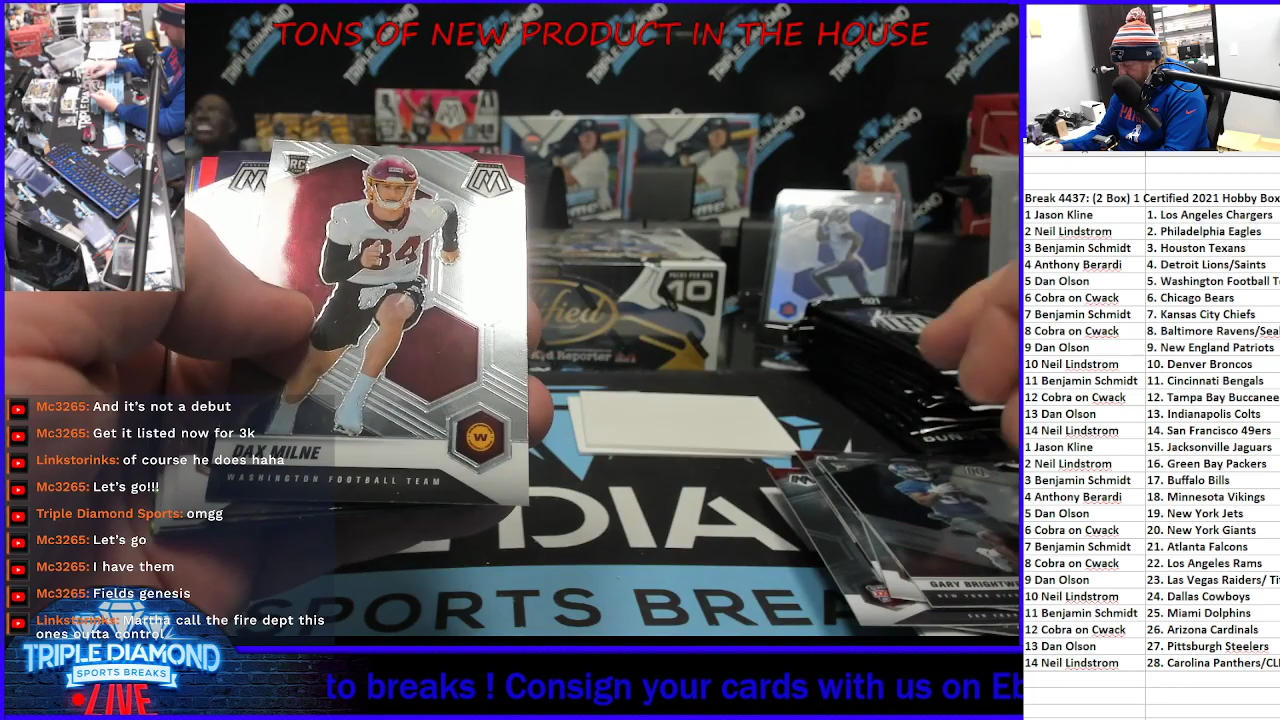 TONS OF NEW PRODUCT IN THE HOUSE
RC
84
DAX MILNE
WASHINGTON FOOTBALL TEAM
W
PACKS PER BOX
10
2021
GARY BRIGHTWE
SPORTS BREA
Mc3265: And it's not a debut
Mc3265: Get it listed now for 3k
Linkstorinks: of course he does haha
Mc3265: Let's go!!!
Triple Diamond Sports: omgg
Mc3265: Let's go
Mc3265: I have them
Mc3265: Fields genesis
Linkstorinks: Martha call the fire dapt this
ones outta control
TRIPLE DIAMOND
SPORTS BREAKS
LIVE
to breaks ! Consign your cards with us on Eb
Break 4437: (2 Box) 1 Certified 2021 Hobby Box
1 Jason Kline 1. Los Angeles Chargers
2 Neil Lindstrom 2. Philadelphia Eagles
3 Benjamin Schmidt 3. Houston Texans
4 Anthony Berardi 4. Detroit Lions/Saints
5 Dan Olson 5. Washington Football T
6 Cobra on Cwack 6. Chicago Bears
7 Benjamin Schmidt 7. Kansas City Chiefs
8 Cobra on Cwack 8. Baltimore Ravens/Sea
9 Dan Olson 9. New England Patriots
10 Neil Lindstrom 10. Denver Broncos
11 Benjamin Schmidt 11. Cincinnati Bengals
12 Cobra on Cwack 12. Tampa Bay Buccanee
13 Dan Olson 13. Indianapolis Colts
14 Neil Lindstrom 14. San Francisco 49ers
1 Jason Kline 15. Jacksonville Jaguars
2 Neil Lindstrom 16. Green Bay Packers
3 Benjamin Schmidt 17. Buffalo Bills
4 Anthony Berardi 18. Minnesota Vikings
5 Dan Olson 19. New York Jets
6 Cobra on Cwack 20. New York Giants
7 Benjamin Schmidt 21. Atlanta Falcons
8 Cobra on Cwack 22. Los Angeles Rams
9 Dan Olson 23. Las Vegas Raiders/ Ti
10 Neil Lindstrom 24. Dallas Cowboys
11 Benjamin Schmidt 25. Miami Dolphins
12 Cobra on Cwack 26. Arizona Cardinals
13 Dan Olson 27. Pittsburgh Steelers
14 Neil Lindstrom 28. Carolina Panthers/CL